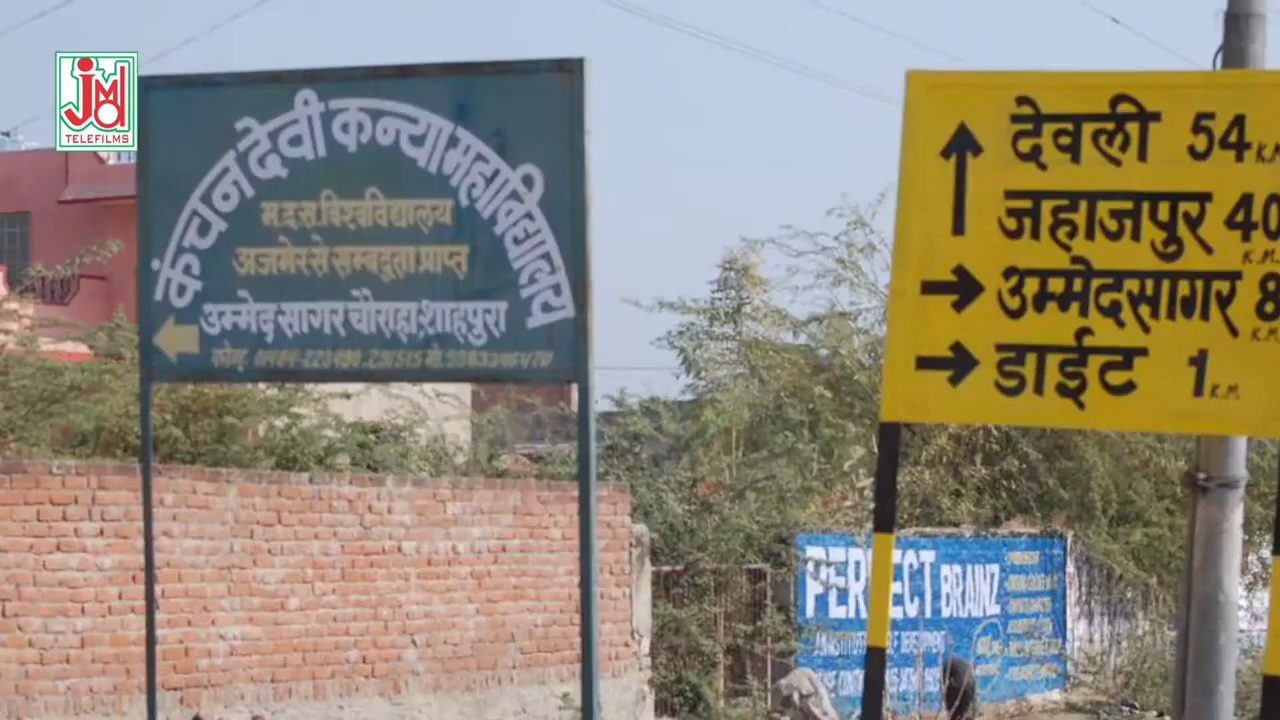 JMD
TELEFILMS
कंचन देवी कन्या महाविद्यालय
म.द.स. विश्वविद्यालय
अजमेर से सम्बद्धता प्राप्त
उम्मेद सागर चौराहा, शाहपुरा
देवली 54 K.M.
जहाजपुर 40 K.M.
उम्मेदसागर 8 K.M.
डाईट 1 K.M.
PERFECT BRAINZ